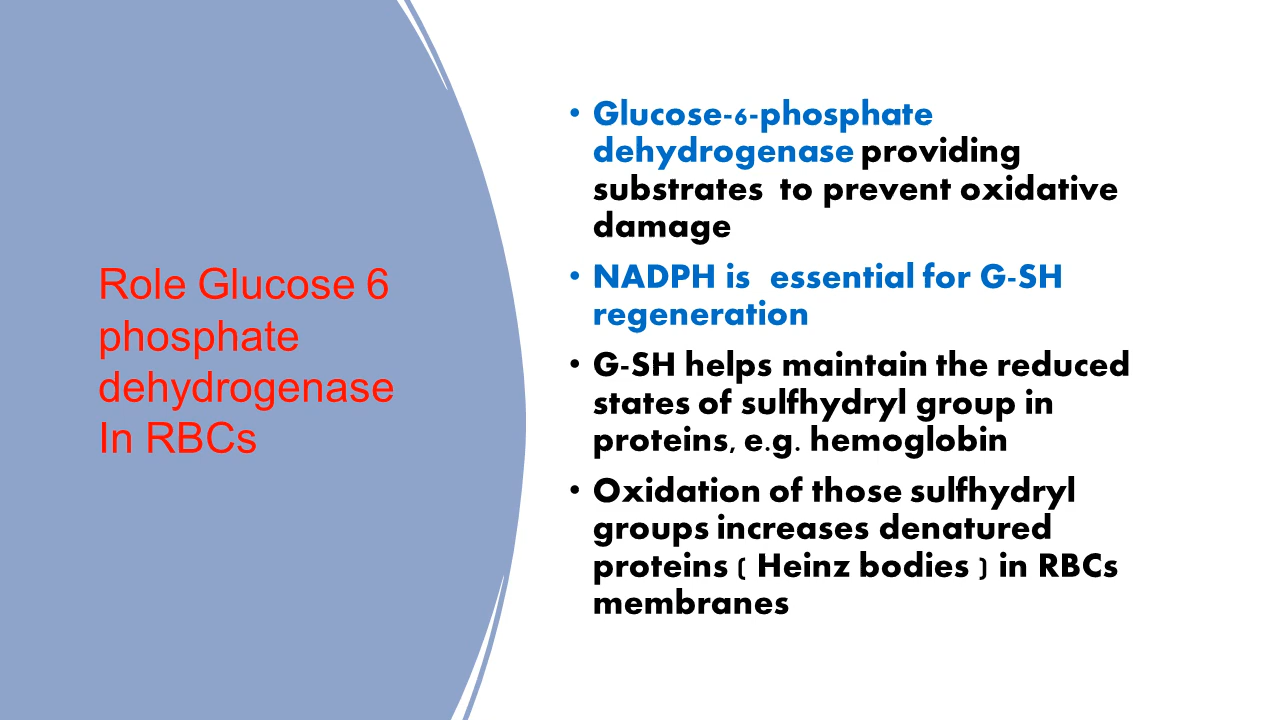 Role Glucose 6
phosphate
dehydrogenase
In RBCs
• Glucose-6-phosphate
dehydrogenase providing
substrates  to prevent oxidative
damage
• NADPH is  essential for G-SH
regeneration
• G-SH helps maintain the reduced
states of sulfhydryl group in
proteins, e.g. hemoglobin
• Oxidation of those sulfhydryl
groups increases denatured
proteins ( Heinz bodies ) in RBCs
membranes